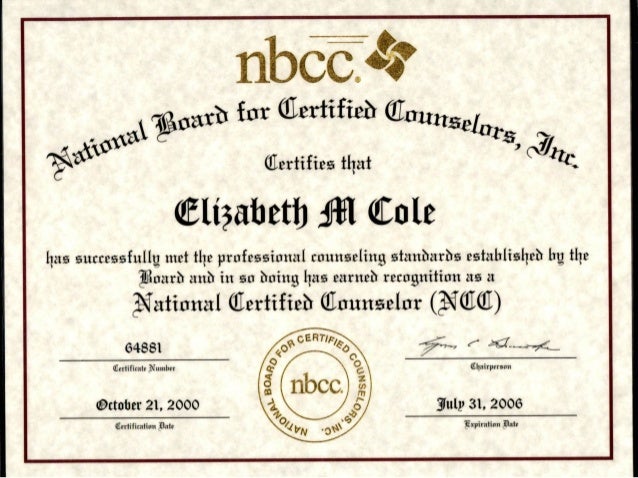 nbcc.®
National Board for Certified Counselors, Inc.
Certifies that
Elizabeth M Cole
has successfully met the professional counseling standards established by the
Board and in so doing has earned recognition as a
National Certified Counselor (NCC)
64881
Certificate Number
Chairperson
October 21, 2000
Certification Date
NATIONAL BOARD FOR CERTIFIED COUNSELORS, INC.
nbcc.
July 31, 2006
Expiration Date